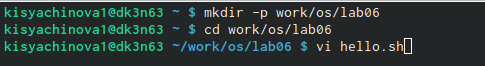 kisyachinova1@dk3n63 ~ $ mkdir -p work/os/lab06
kisyachinova1@dk3n63 ~ $ cd work/os/lab06
kisyachinova1@dk3n63 ~/work/os/lab06 $ vi hello.sh